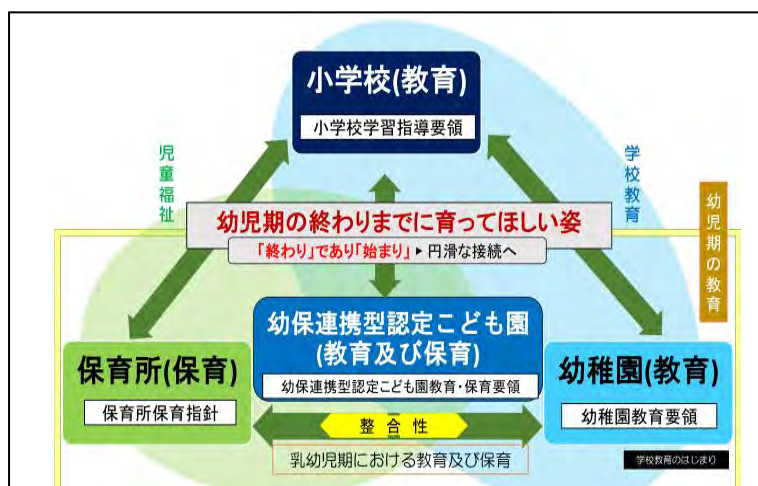 小学校(教育)
小学校学習指導要領
児童福祉
学校教育
幼児期の教育
幼児期の終わりまでに育ってほしい姿
「終わり」であり「始まり」▶円滑な接続へ
幼保連携型認定こども園
(教育及び保育)
幼保連携型認定こども園教育・保育要領
保育所(保育)
保育所保育指針
幼稚園(教育)
幼稚園教育要領
整合性
乳幼児期における教育及び保育
学校教育のはじまり